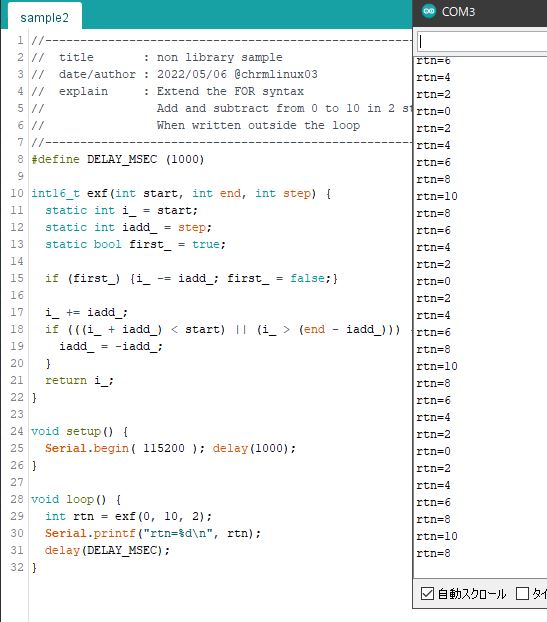 sample2
1 //----------------------------------------------------
2 //  title       : non library sample
3 //  date/author : 2022/05/06 @chrmlinux03
4 //  explain     : Extend the FOR syntax
5 //                Add and subtract from 0 to 10 in 2 st
6 //                When written outside the loop
7 //----------------------------------------------------
8 #define DELAY_MSEC (1000)
9
10 int16_t exf(int start, int end, int step) {
11   static int i_ = start;
12   static int iadd_ = step;
13   static bool first_ = true;
14
15   if (first_) {i_ -= iadd_; first_ = false;}
16
17   i_ += iadd_;
18   if (((i_ + iadd_) < start) || (i_ > (end - iadd_)))
19     iadd_ = -iadd_;
20   }
21   return i_;
22 }
23
24 void setup() {
25   Serial.begin( 115200 ); delay(1000);
26 }
27
28 void loop() {
29   int rtn = exf(0, 10, 2);
30   Serial.printf("rtn=%d\n", rtn);
31   delay(DELAY_MSEC);
32 }
COM3
rtn=6
rtn=4
rtn=2
rtn=0
rtn=2
rtn=4
rtn=6
rtn=8
rtn=10
rtn=8
rtn=6
rtn=4
rtn=2
rtn=0
rtn=2
rtn=4
rtn=6
rtn=8
rtn=10
rtn=8
rtn=6
rtn=4
rtn=2
rtn=0
rtn=2
rtn=4
rtn=6
rtn=8
rtn=10
rtn=8
自動スクロール タイ